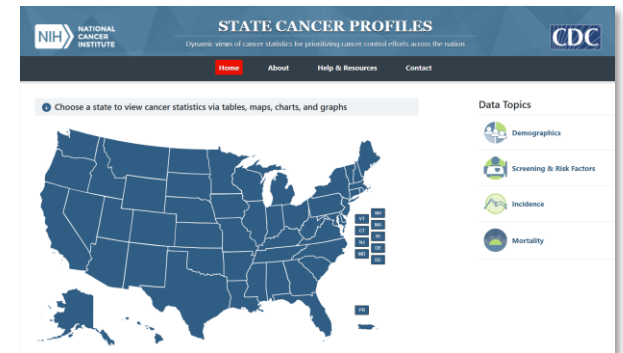 NIH
NATIONAL
CANCER
INSTITUTE
STATE CANCER PROFILES
Dynamic views of cancer statistics for prioritizing cancer control efforts across the nation
CDC
Home About Help & Resources Contact
Choose a state to view cancer statistics via tables, maps, charts, and graphs
Data Topics
Demographics
Screening & Risk Factors
Incidence
Mortality
NH
VT
MA
CT
RI
NJ
DE
MD
DC
PR